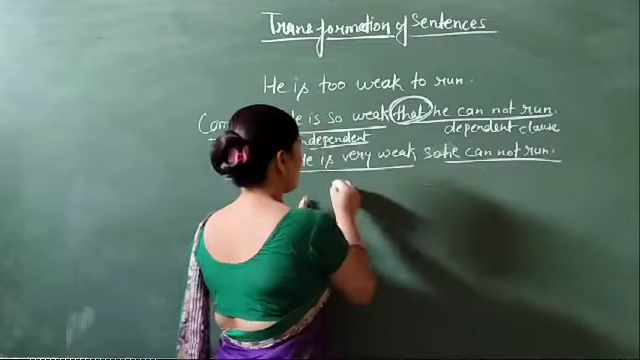 Transformation of Sentences
He is too weak to run.
He is so weak that he can not run.
independent dependent clause
He is very weak so he can not run.